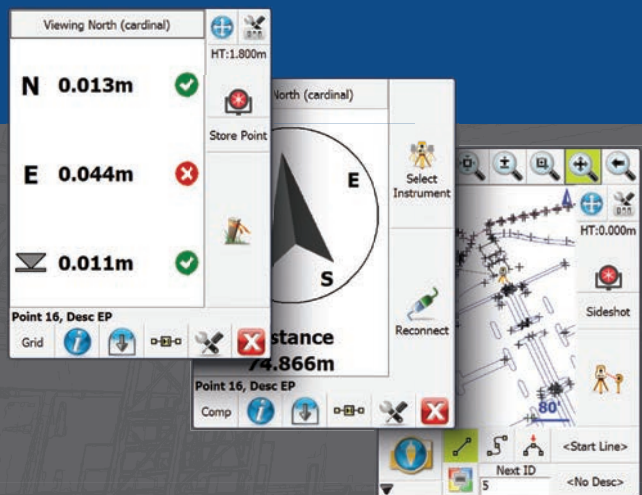 Viewing North (cardinal)
HT:1.800m
N 0.013m
Store Point
E 0.044m
0.011m
Point 16, Desc EP
Grid
North (cardinal)
E
S
Select
Instrument
Reconnect
74.866m
Point 16, Desc EP
Comp
HT:0.000m
Sideshot
80'
<Start Line>
Next ID
5
<No Desc>